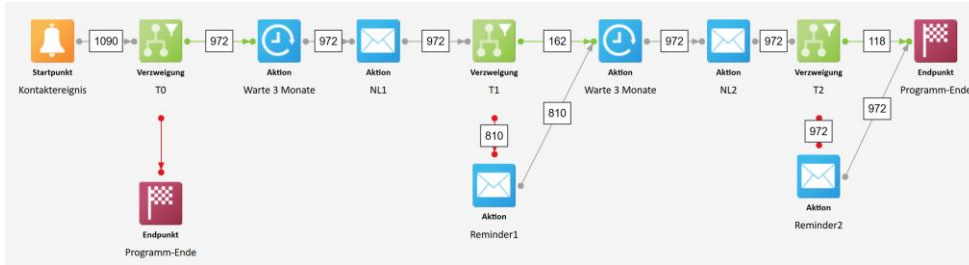 1090
972
972
972
162
972
972
118
Startpunkt
Verzweigung
Aktion
Aktion
Verzweigung
Aktion
Aktion
Verzweigung
Endpunkt
Kontaktereignis
T0
Warte 3 Monate
NL1
T1
Warte 3 Monate
NL2
T2
Programm-Ende
810
972
810
972
Endpunkt
Aktion
Aktion
Programm-Ende
Reminder1
Reminder2